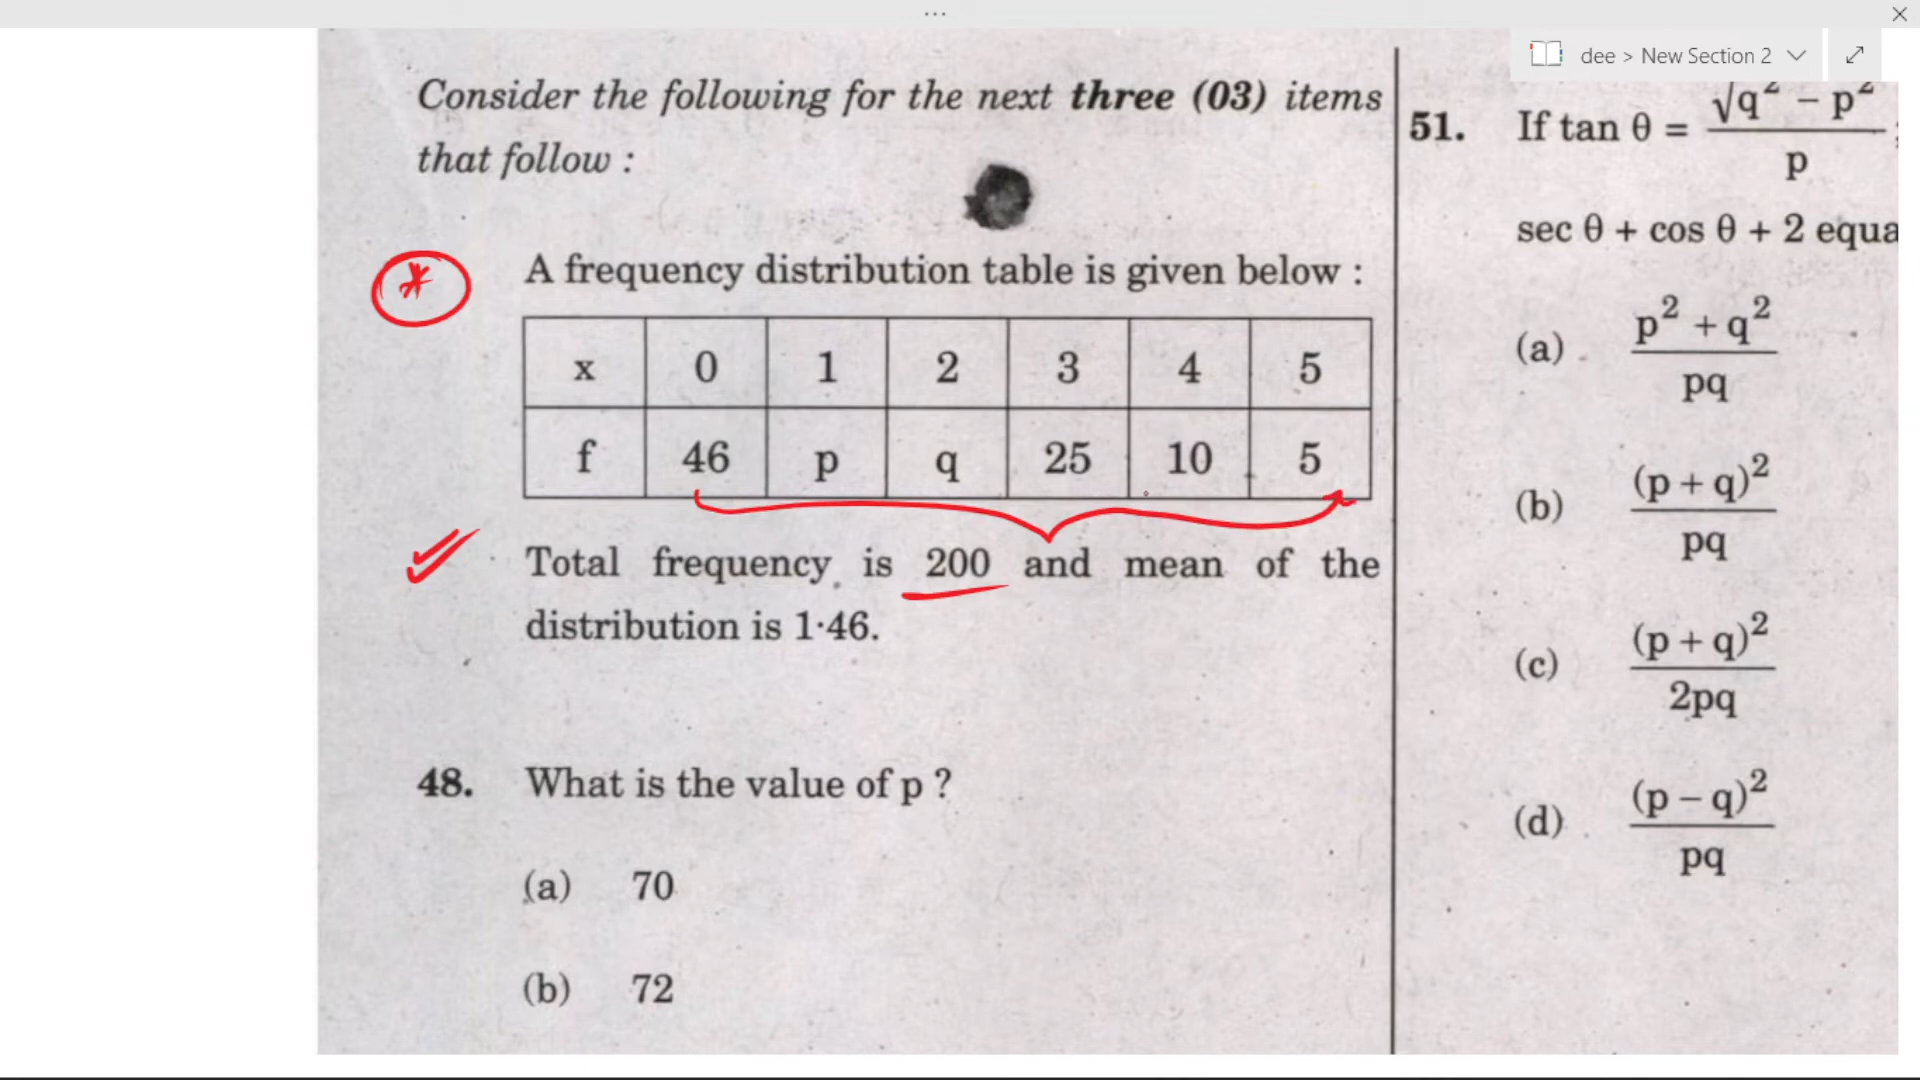 ...
dee > New Section 2
Consider the following for the next three (03) items
that follow :
*
A frequency distribution table is given below :
x 0 1 2 3 4 5
f 46 p q 25 10 5
Total frequency is 200 and mean of the
distribution is 1·46.
48. What is the value of p ?
(a) 70
(b) 72
51. If tan θ = √q² – p² / p ;
sec θ + cos θ + 2 equa
(a) p² + q² / pq
(b) (p + q)² / pq
(c) (p + q)² / 2pq
(d) (p – q)² / pq